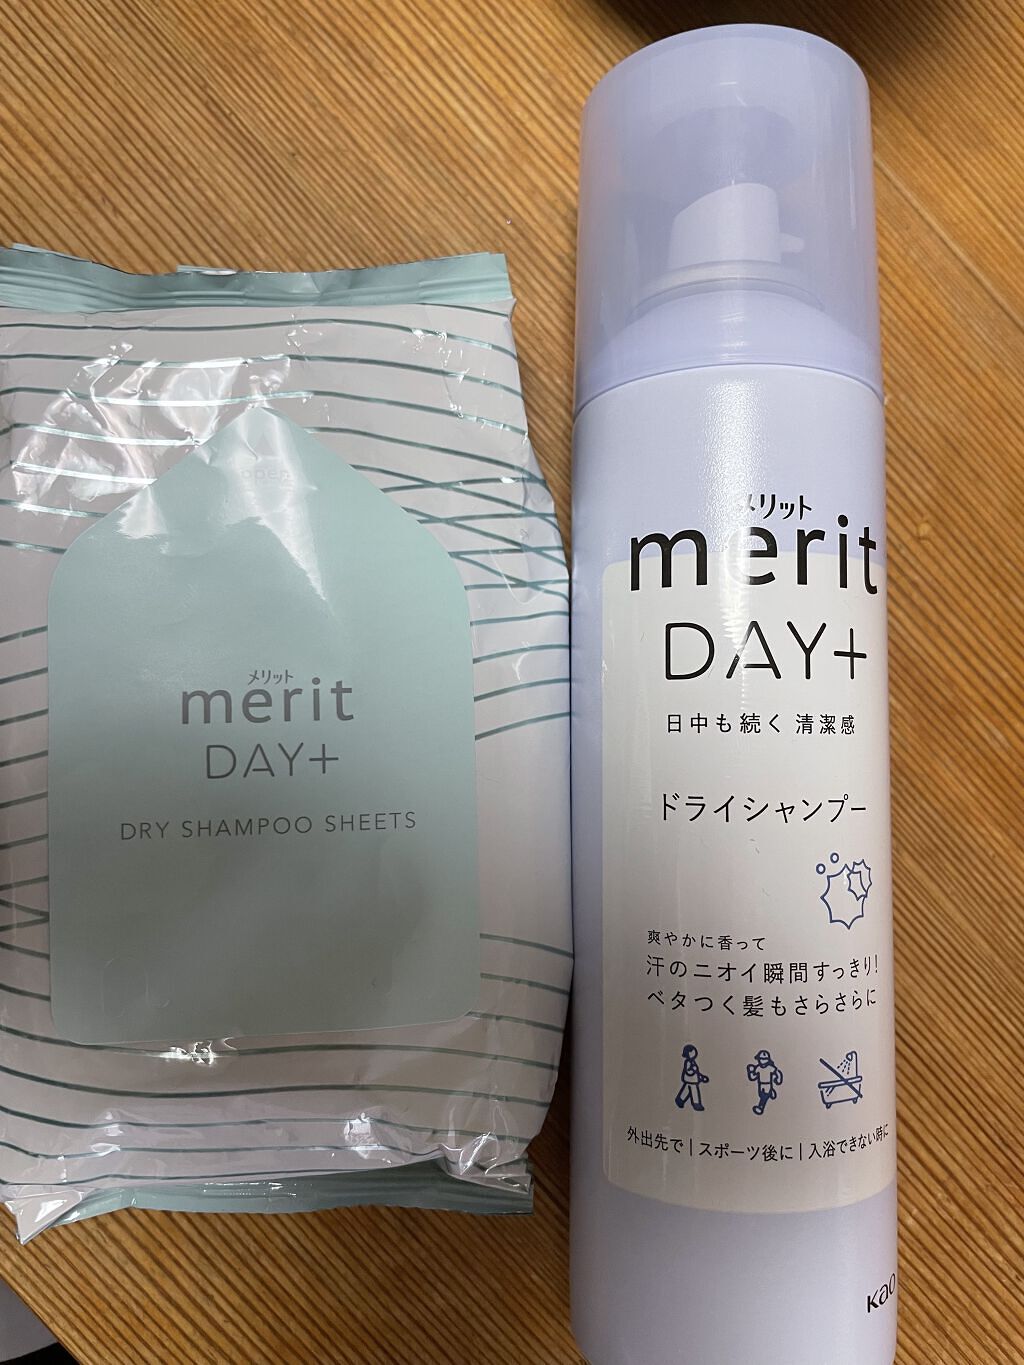 メリット
merit
DAY+
DRY SHAMPOO SHEETS
メリット
merit
DAY+
日中も続く 清潔感
ドライシャンプー
爽やかに香って
汗のニオイ瞬間すっきり!
ベタつく髪もさらさらに
外出先で|スポーツ後に|入浴できない時に
Kao